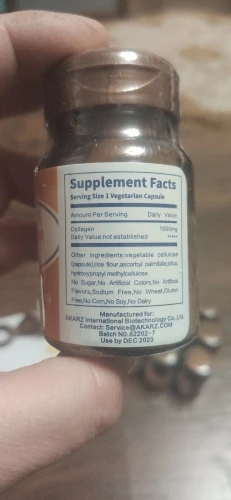 Supplement Facts
Serving Size 1 Vegetarian Capsule
Amount Per Serving Daily Value
Collagen 1000mg
Daily Value not established *****
Other ingredients:vegetable cellulose
(capsule),rice flour,ascorbyl palmitate,silica,
hydroxypropyl methylcellulose
No Sugar,No Artificial Colors,No Artificial
Flavors,Sodium Free,No Wheat,Gluten
Free,No Corn,No Soy,No Dairy
Manufactured for:
AKARZ International Biotechnology Co.,Ltd.
Contact: Service@AKARZ.COM
Batch NO.82202-7
Use by DEC 2023